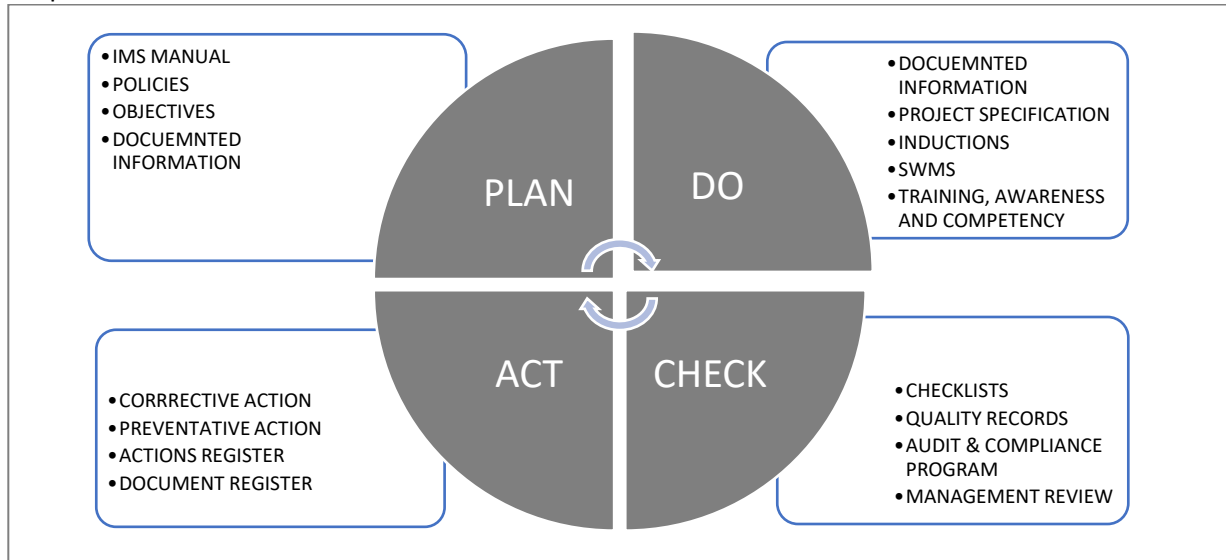 •IMS MANUAL
•POLICIES
•OBJECTIVES
•DOCUEMNTED
INFORMATION
PLAN
DO
•DOCUEMNTED
INFORMATION
•PROJECT SPECIFICATION
•INDUCTIONS
•SWMS
•TRAINING, AWARENESS
AND COMPETENCY
•CORRRECTIVE ACTION
•PREVENTATIVE ACTION
•ACTIONS REGISTER
•DOCUMENT REGISTER
ACT
CHECK
•CHECKLISTS
•QUALITY RECORDS
•AUDIT & COMPLIANCE
PROGRAM
•MANAGEMENT REVIEW